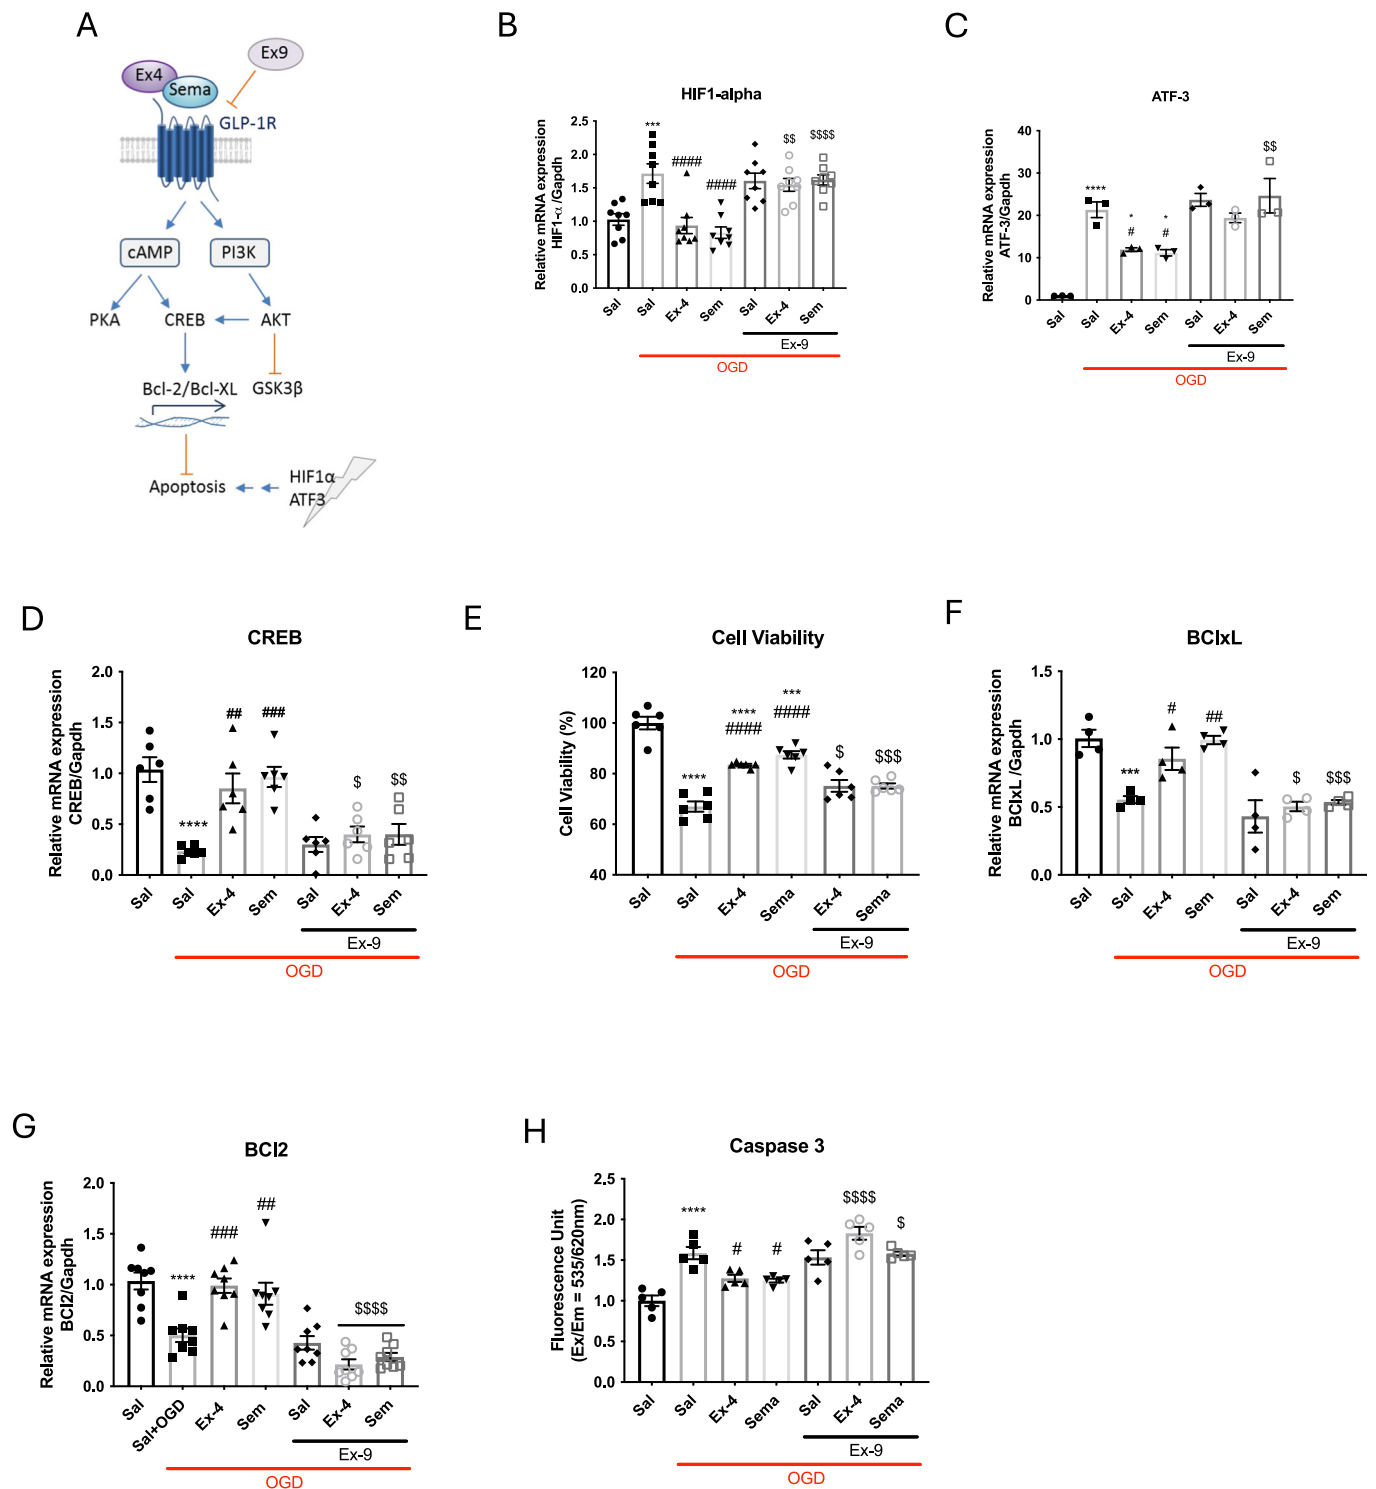 A
Ex9
Ex4
Sema
GLP-1R
cAMP
PI3K
PKA
CREB
AKT
Bcl-2/Bcl-XL
GSK3β
Apoptosis
HIF1α
ATF3
B
HIF1-alpha
Relative mRNA expression
HIF1-α /Gapdh
2.5
2.0
1.5
1.0
0.5
0.0
***
####
####
$$
$$$$
Sal
Sal
Ex-4
Sem
Sal
Ex-4
Sem
Ex-9
OGD
C
ATF-3
Relative mRNA expression
ATF-3/Gapdh
40
30
20
10
0
****
*
#
*
#
$$
Sal
Sal
Ex-4
Sem
Sal
Ex-4
Sem
Ex-9
OGD
D
CREB
Relative mRNA expression
CREB/Gapdh
2.0
1.5
1.0
0.5
0.0
****
##
###
$
$$
Sal
Sal
Ex-4
Sem
Sal
Ex-4
Sem
Ex-9
OGD
E
Cell Viability
Cell Viability (%)
120
100
80
60
40
****
****
####
***
####
$
$$$
Sal
Sal
Ex-4
Sema
Ex-4
Sema
Ex-9
OGD
F
BClxL
Relative mRNA expression
BClxL /Gapdh
1.5
1.0
0.5
0.0
***
#
##
$
$$$
Sal
Sal
Ex-4
Sem
Sal
Ex-4
Sem
Ex-9
OGD
G
BCl2
Relative mRNA expression
BCl2/Gapdh
2.0
1.5
1.0
0.5
0.0
****
###
##
$$$$
Sal
Sal+OGD
Ex-4
Sem
Sal
Ex-4
Sem
Ex-9
OGD
H
Caspase 3
Fluorescence Unit
(Ex/Em = 535/620nm)
2.5
2.0
1.5
1.0
0.5
0.0
****
#
#
$$$$
$
Sal
Sal
Ex-4
Sema
Sal
Ex-4
Sema
Ex-9
OGD